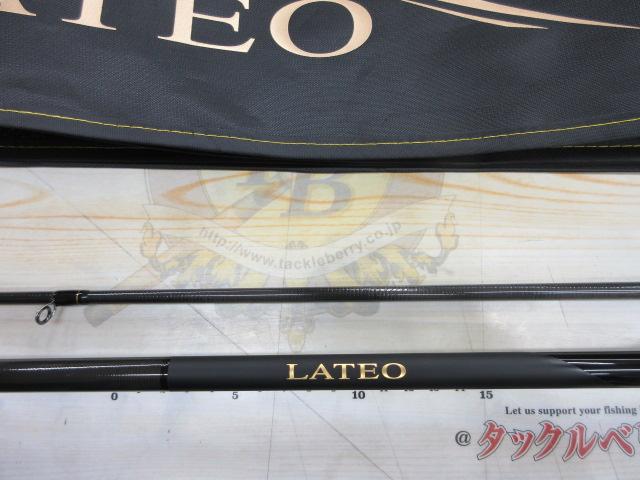 LATEO
TB
http://www.tackleberry.co.jp
LATEO
0 5 10 15
Let us support your fishing
@タックルベ